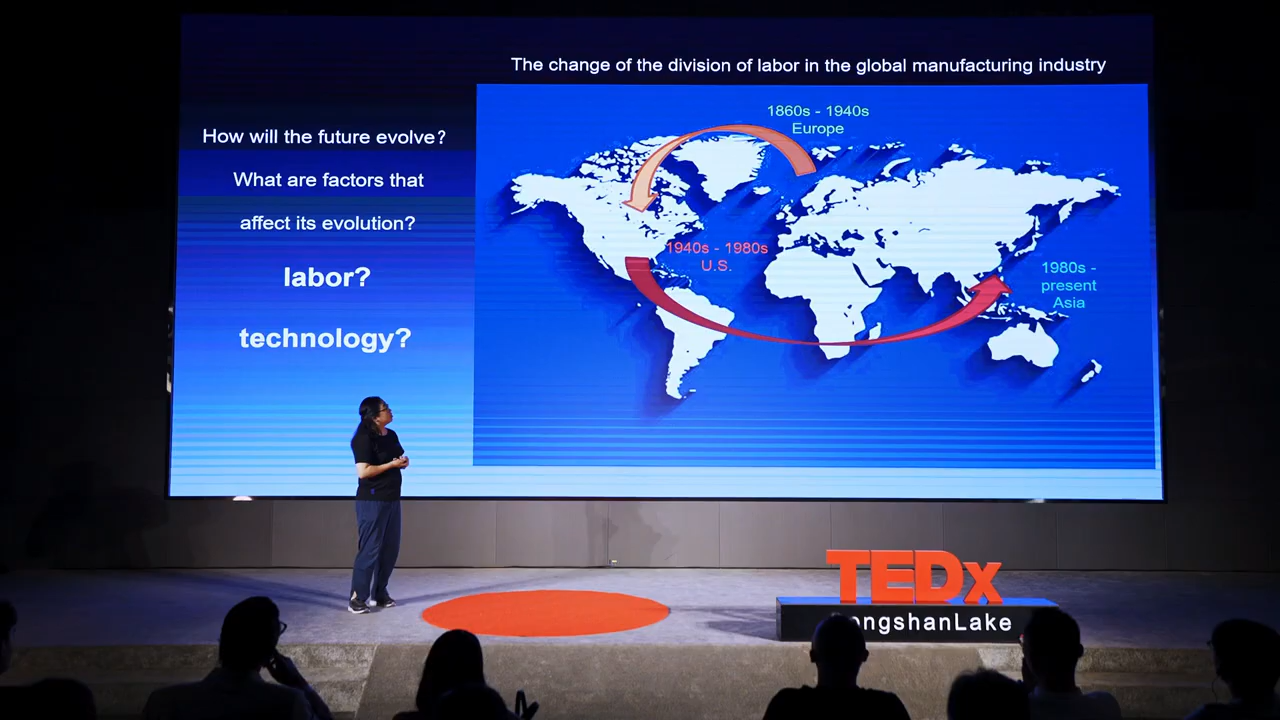 The change of the division of labor in the global manufacturing industry
How will the future evolve?
What are factors that
affect its evolution?
labor?
technology?
1860s - 1940s
Europe
1940s - 1980s
U.S.
1980s -
present
Asia
TEDx
ongshanLake